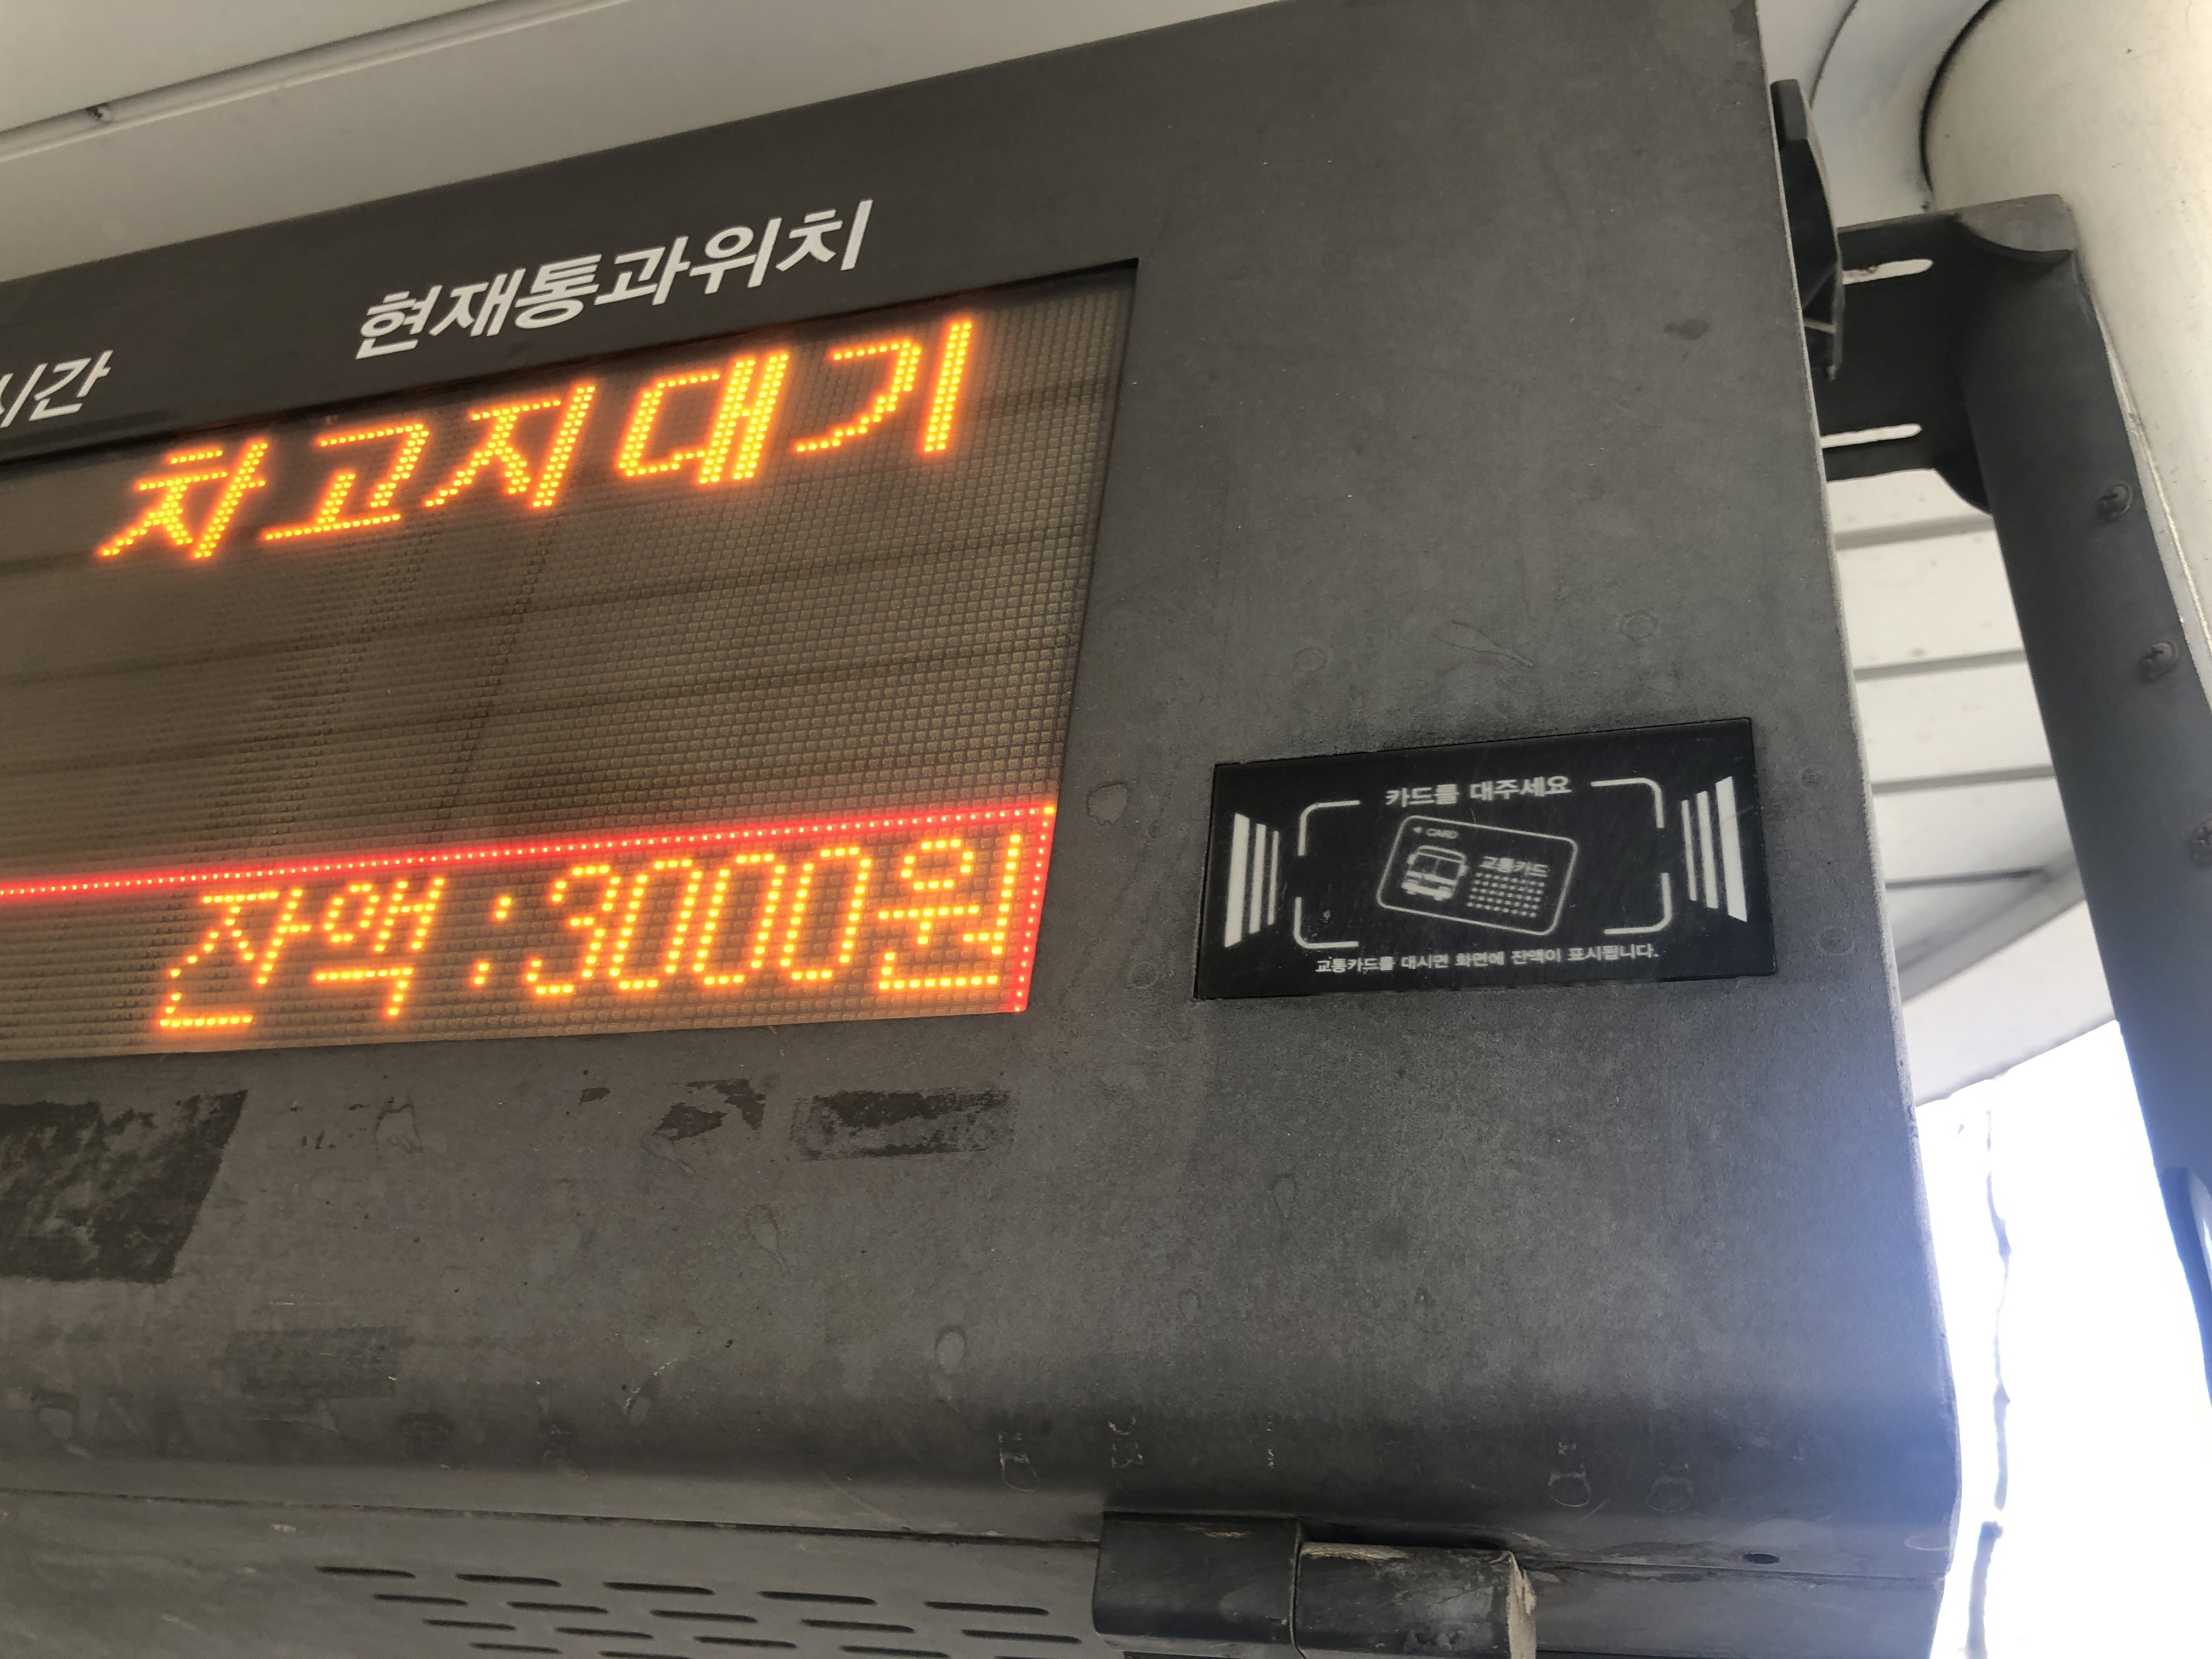 시간
현재통과위치
차고지대기
잔액:3000원
카드를 대주세요
CARD
교통카드
교통카드를 대시면 화면에 잔액이 표시됩니다.